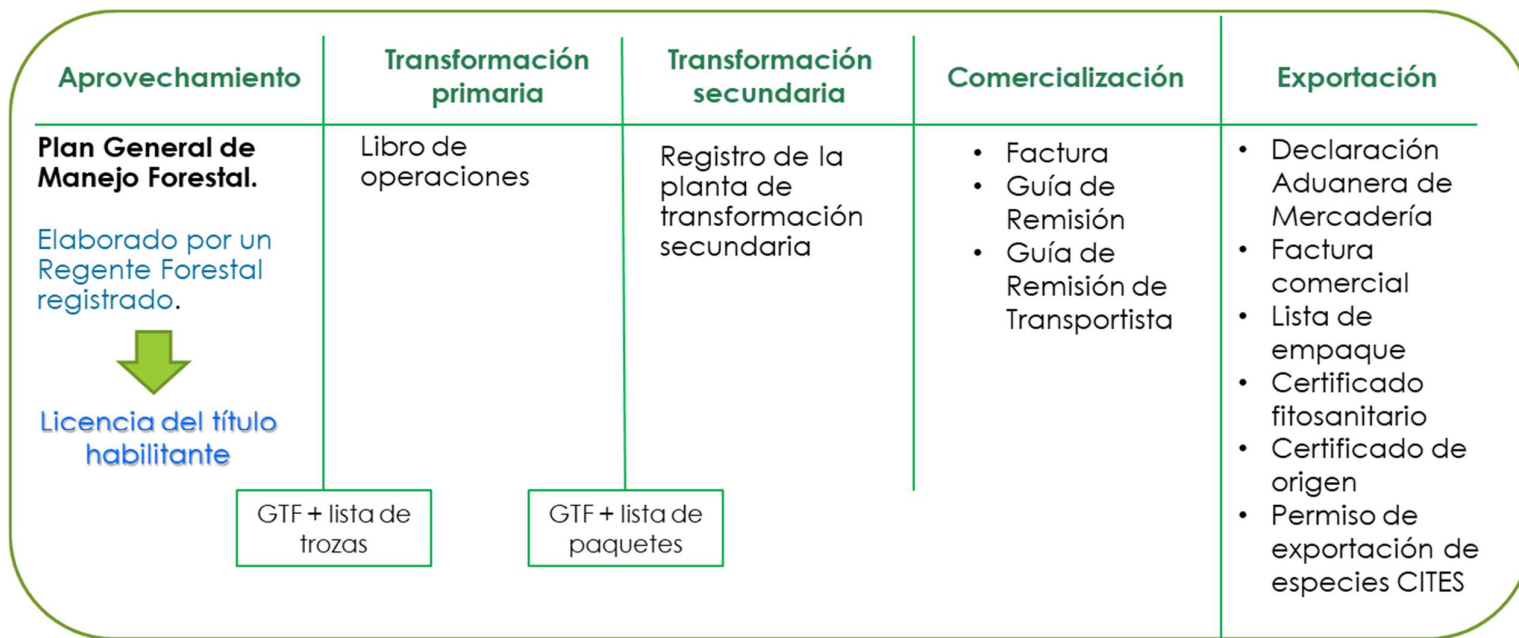 Aprovechamiento
Transformación
primaria
Transformación
secundaria
Comercialización
Exportación
Plan General de
Manejo Forestal.
Elaborado por un
Regente Forestal
registrado.
Licencia del título
habilitante
GTF + lista de
trozas
Libro de
operaciones
GTF + lista de
paquetes
Registro de la
planta de
transformación
secundaria
• Factura
• Guía de
Remisión
• Guía de
Remisión de
Transportista
• Declaración
Aduanera de
Mercadería
• Factura
comercial
• Lista de
empaque
• Certificado
fitosanitario
• Certificado de
origen
• Permiso de
exportación de
especies CITES